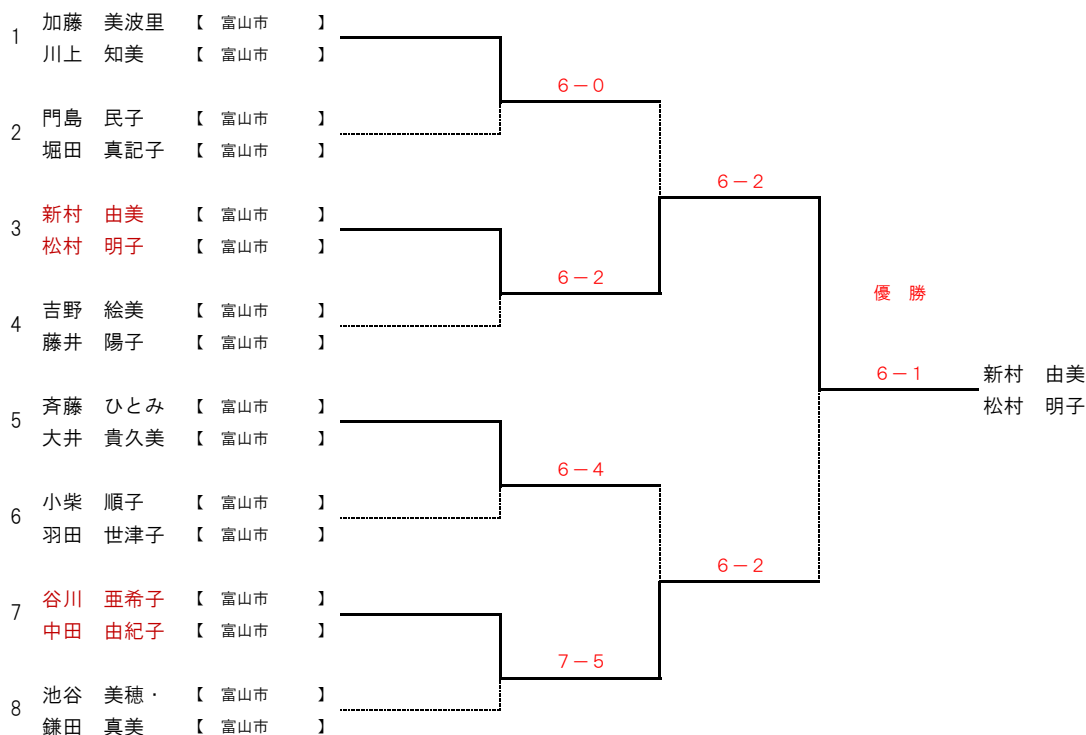 1 加藤 美波里 【 富山市 】
川上 知美 【 富山市 】
6－0
2 門島 民子 【 富山市 】
堀田 真記子 【 富山市 】
6－2
3 新村 由美 【 富山市 】
松村 明子 【 富山市 】
6－2
4 吉野 絵美 【 富山市 】
藤井 陽子 【 富山市 】
優 勝
6－1
新村 由美
松村 明子
5 斉藤 ひとみ 【 富山市 】
大井 貴久美 【 富山市 】
6－4
6 小柴 順子 【 富山市 】
羽田 世津子 【 富山市 】
6－2
7 谷川 亜希子 【 富山市 】
中田 由紀子 【 富山市 】
7－5
8 池谷 美穂・ 【 富山市 】
鎌田 真美 【 富山市 】